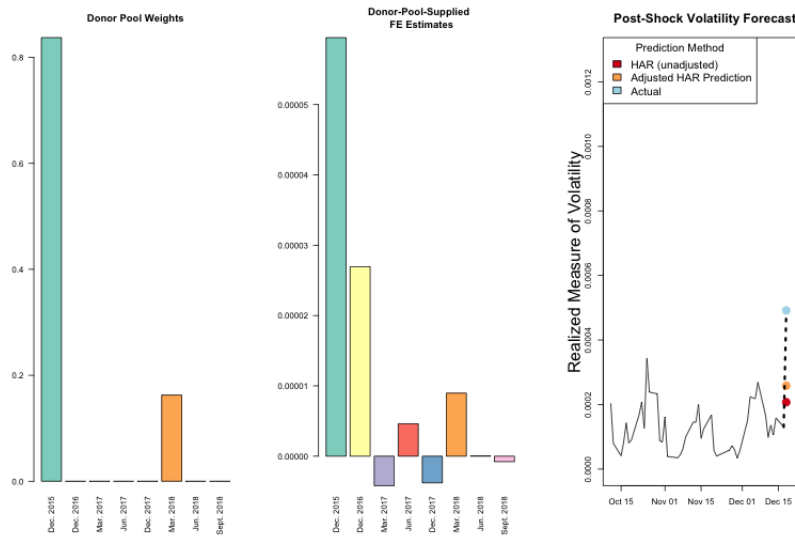 Donor Pool Weights
0.8
0.6
0.4
0.2
0.0
Dec. 2015
Dec. 2016
Mar. 2017
Jun. 2017
Dec. 2017
Mar. 2018
Jun. 2018
Sept. 2018
Donor-Pool-Supplied
FE Estimates
0.00005
0.00003
0.00002
0.00001
0.00000
Dec. 2015
Dec. 2016
Mar. 2017
Jun. 2017
Dec. 2017
Mar. 2018
Jun. 2018
Sept. 2018
Post-Shock Volatility Forecast
Prediction Method
HAR (unadjusted)
Adjusted HAR Prediction
Actual
Realized Measure of Volatility
0.0012
0.0010
0.0008
0.0006
0.0004
0.0002
0.0000
Oct 15
Nov 01
Nov 15
Dec 01
Dec 15